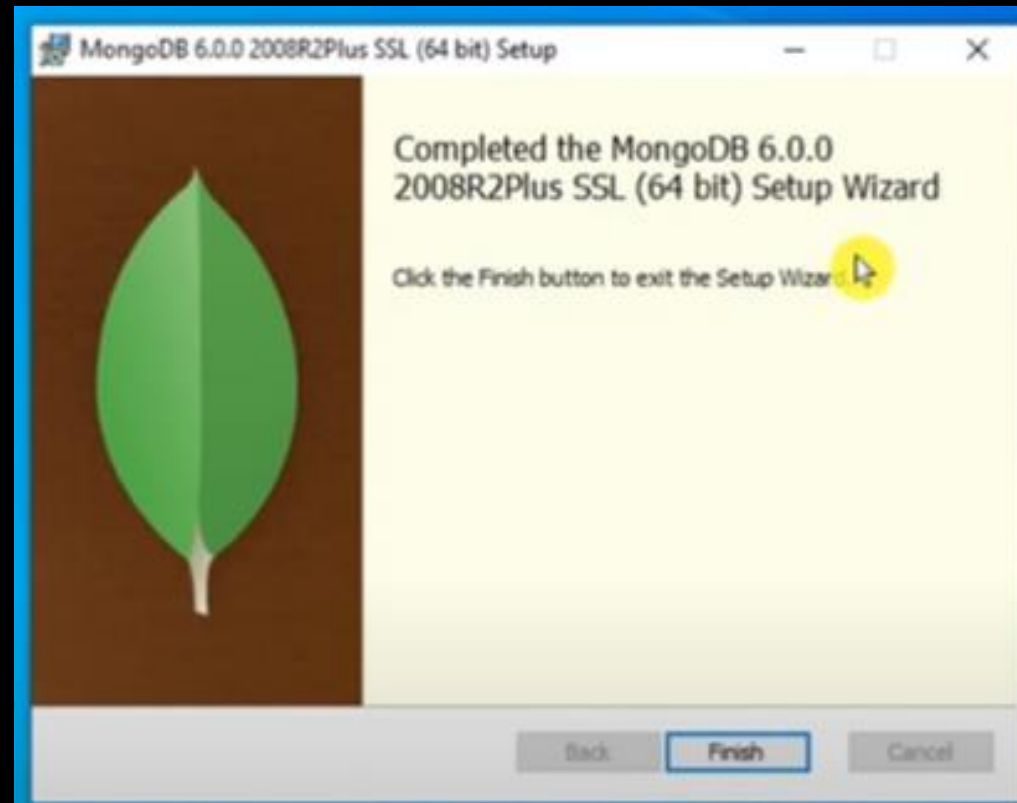 MongoDB 6.0.0 2008R2Plus SSL (64 bit) Setup
Completed the MongoDB 6.0.0
2008R2Plus SSL (64 bit) Setup Wizard
Click the Finish button to exit the Setup Wizard.
Back Finish Cancel